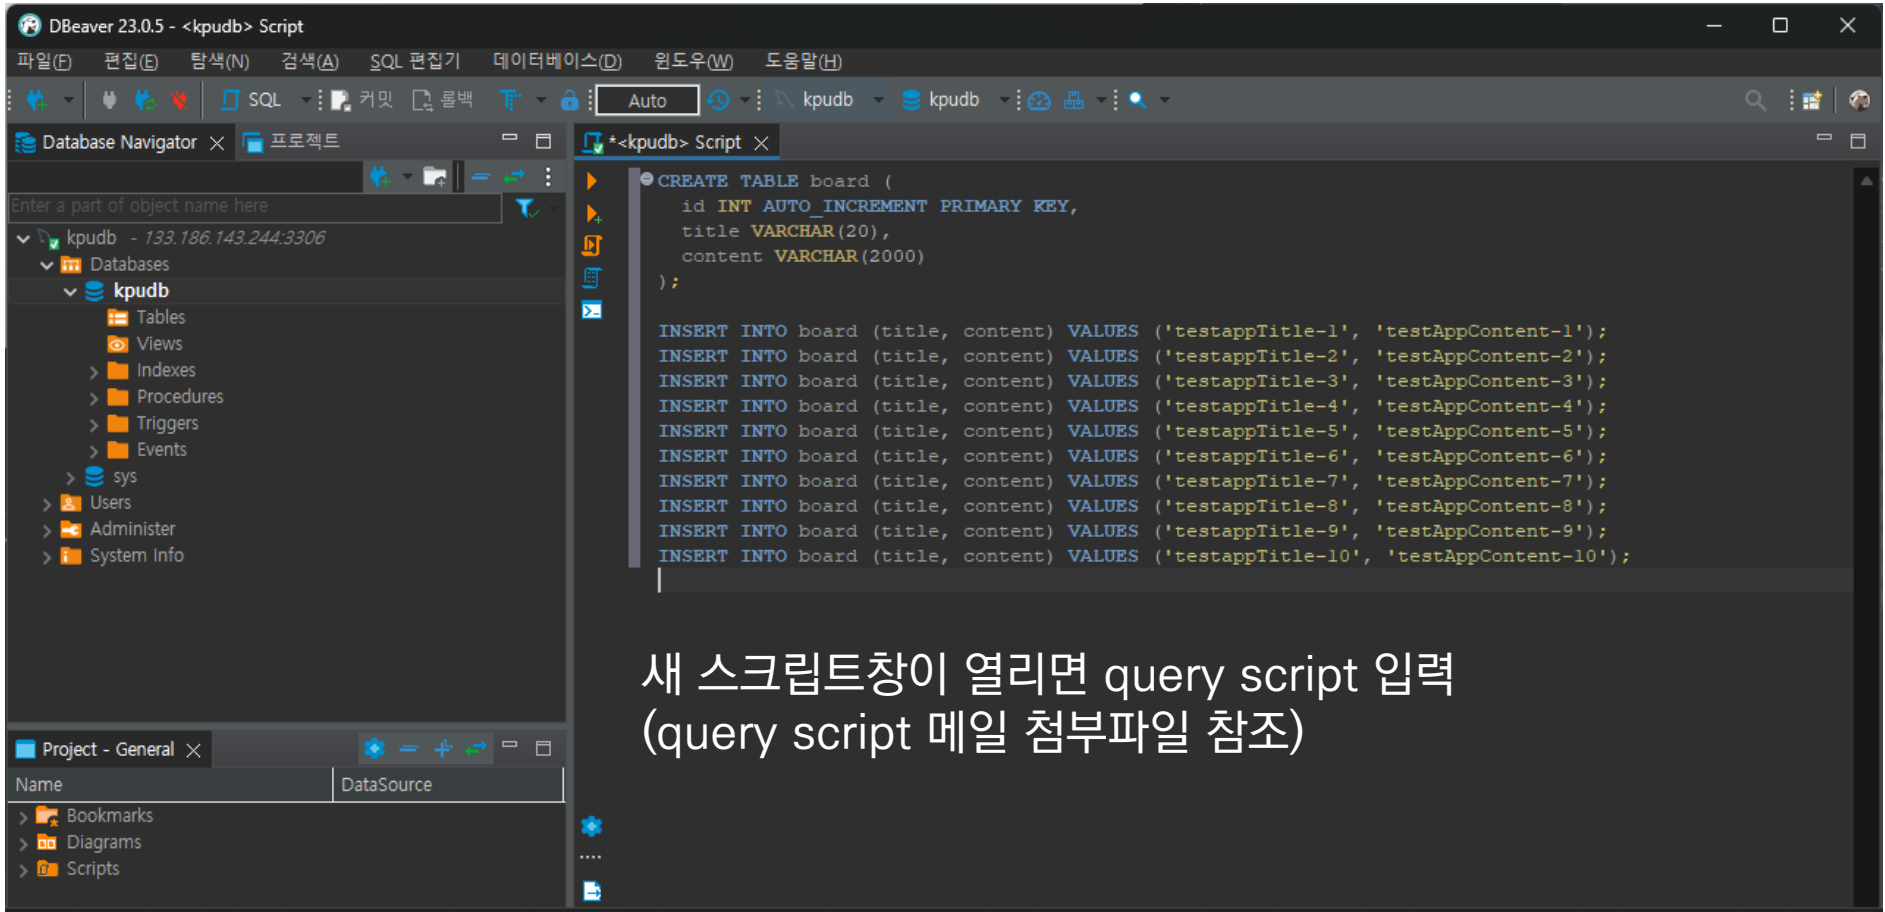 DBeaver 23.0.5 - <kpudb> Script
파일(F) 편집(E) 탐색(N) 검색(A) SQL 편집기 데이터베이스(D) 윈도우(W) 도움말(H)
SQL 커밋 롤백 Auto kpudb kpudb
Database Navigator 프로젝트
Enter a part of object name here
kpudb - 133.186.143.244:3306
Databases
kpudb
Tables
Views
Indexes
Procedures
Triggers
Events
sys
Users
Administer
System Info
Project - General
Name DataSource
Bookmarks
Diagrams
Scripts
*<kpudb> Script
CREATE TABLE board (
id INT AUTO_INCREMENT PRIMARY KEY,
title VARCHAR(20),
content VARCHAR(2000)
);
INSERT INTO board (title, content) VALUES ('testappTitle-1', 'testAppContent-1');
INSERT INTO board (title, content) VALUES ('testappTitle-2', 'testAppContent-2');
INSERT INTO board (title, content) VALUES ('testappTitle-3', 'testAppContent-3');
INSERT INTO board (title, content) VALUES ('testappTitle-4', 'testAppContent-4');
INSERT INTO board (title, content) VALUES ('testappTitle-5', 'testAppContent-5');
INSERT INTO board (title, content) VALUES ('testappTitle-6', 'testAppContent-6');
INSERT INTO board (title, content) VALUES ('testappTitle-7', 'testAppContent-7');
INSERT INTO board (title, content) VALUES ('testappTitle-8', 'testAppContent-8');
INSERT INTO board (title, content) VALUES ('testappTitle-9', 'testAppContent-9');
INSERT INTO board (title, content) VALUES ('testappTitle-10', 'testAppContent-10');
새 스크립트창이 열리면 query script 입력
(query script 메일 첨부파일 참조)